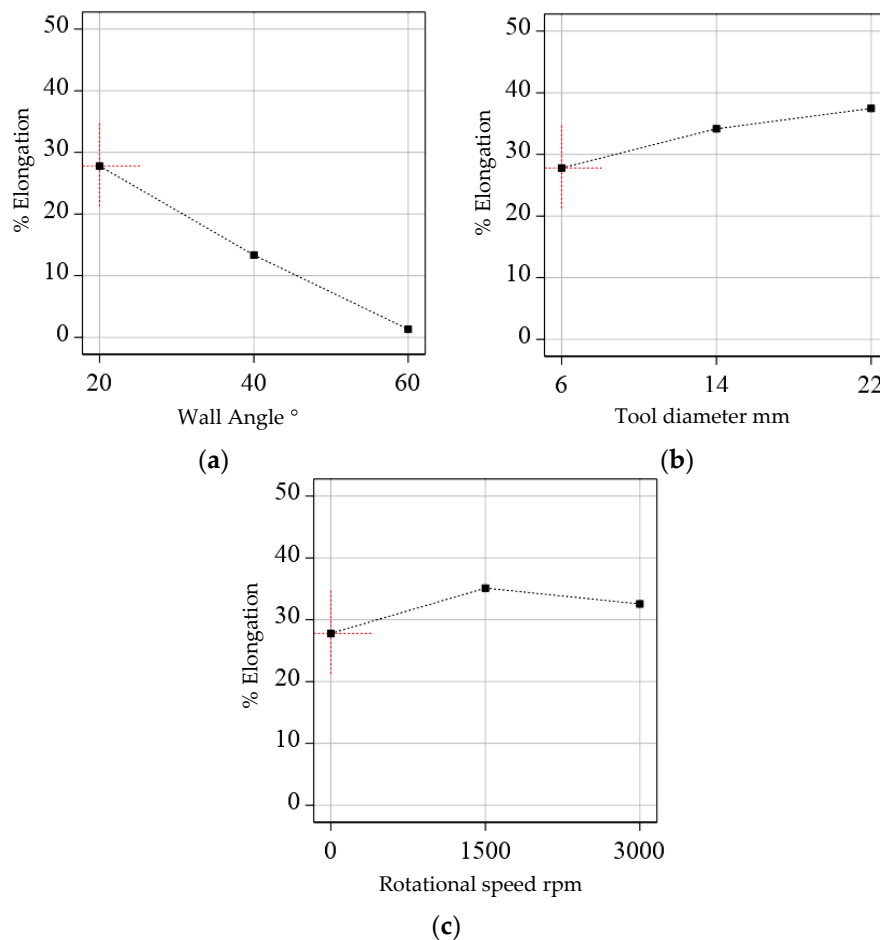 50
40
30
20
10
0
% Elongation
20 40 60
Wall Angle °
(a)
50
40
30
20
10
0
% Elongation
6 14 22
Tool diameter mm
(b)
50
40
30
20
10
0
% Elongation
0 1500 3000
Rotational speed rpm
(c)